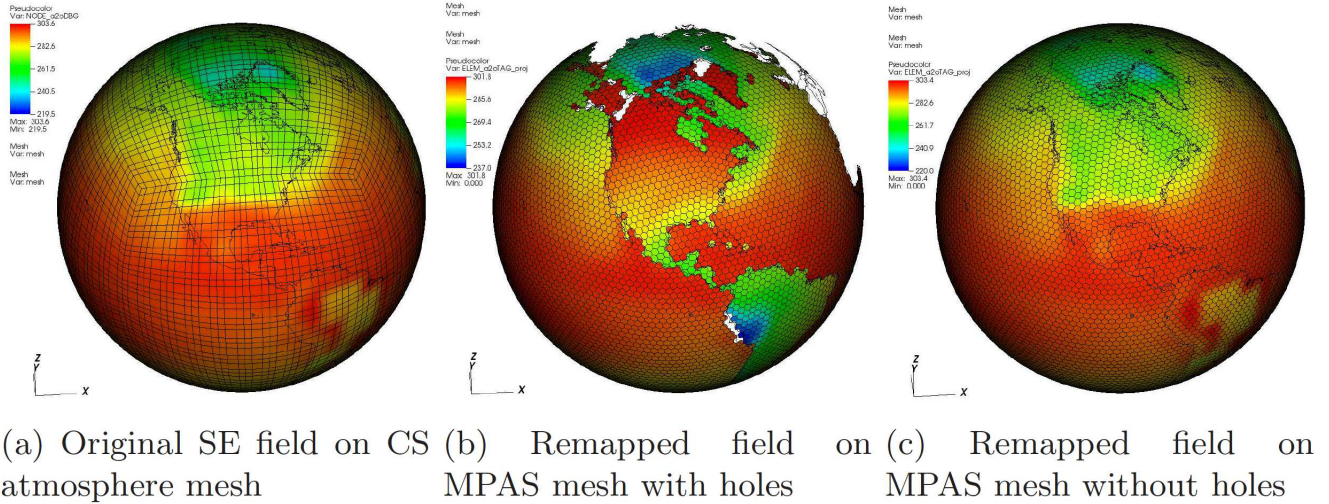 Pseudocolor
Var: NODE_a2oDBG
303.6
282.6
261.5
240.5
219.5
Max: 303.6
Min: 219.5
Mesh
Var: mesh
Mesh
Var: mesh
Z
Y
X
(a) Original SE field on CS
atmosphere mesh
Mesh
Var: mesh
Mesh
Var: mesh
Pseudocolor
Var: ELEM_a2oTAG_proj
301.8
285.6
269.4
253.2
237.0
Max: 301.8
Min: 0.000
Z
Y
X
(b) Remapped field on
MPAS mesh with holes
Mesh
Var: mesh
Mesh
Var: mesh
Pseudocolor
Var: ELEM_a2oTAG_proj
303.4
282.6
261.7
240.9
220.0
Max: 303.4
Min: 0.000
Z
Y
X
(c) Remapped field on
MPAS mesh without holes